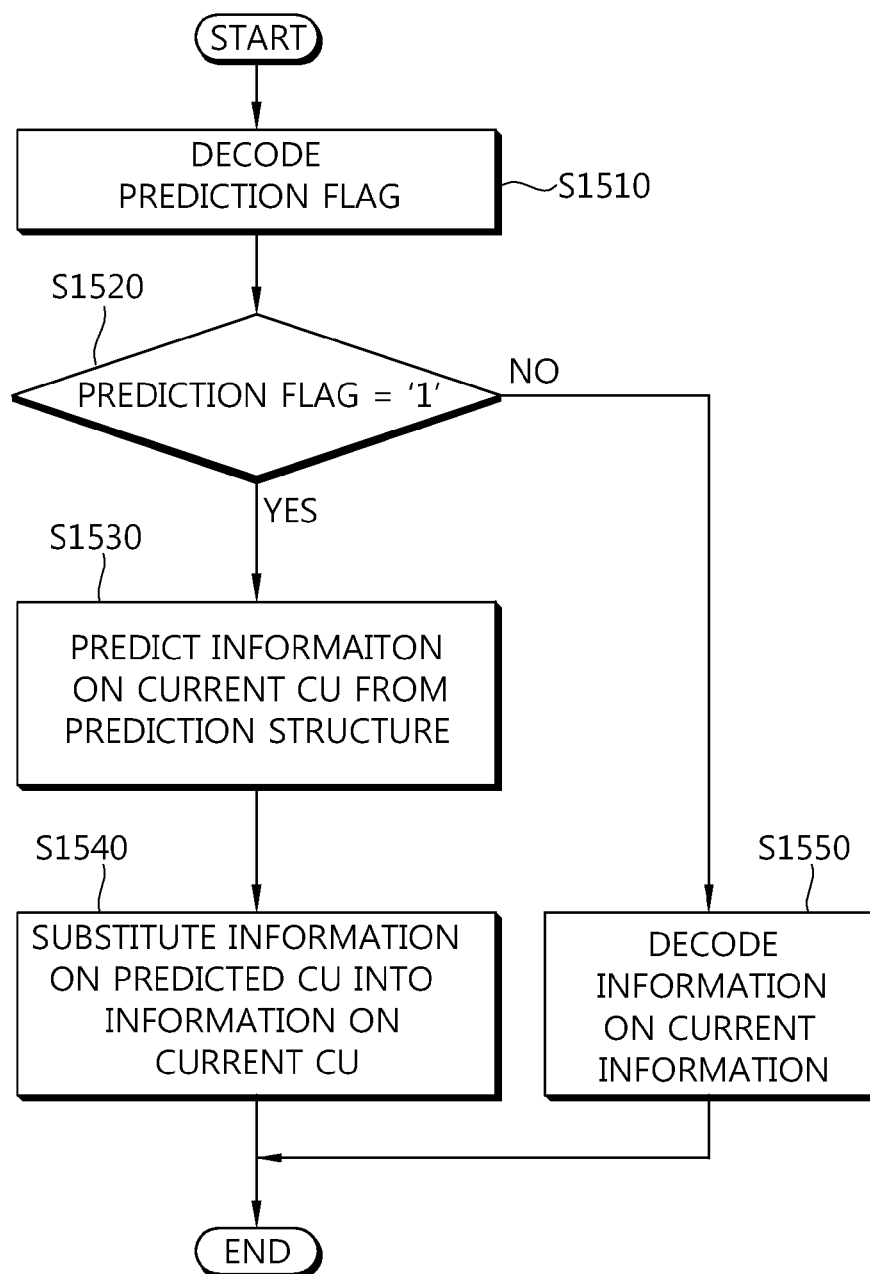 START
DECODE
PREDICTION FLAG
S1510
S1520
PREDICTION FLAG = '1'
NO
YES
S1530
PREDICT INFORMAITON
ON CURRENT CU FROM
PREDICTION STRUCTURE
S1540
SUBSTITUTE INFORMATION
ON PREDICTED CU INTO
INFORMATION ON
CURRENT CU
S1550
DECODE
INFORMATION
ON CURRENT
INFORMATION
END